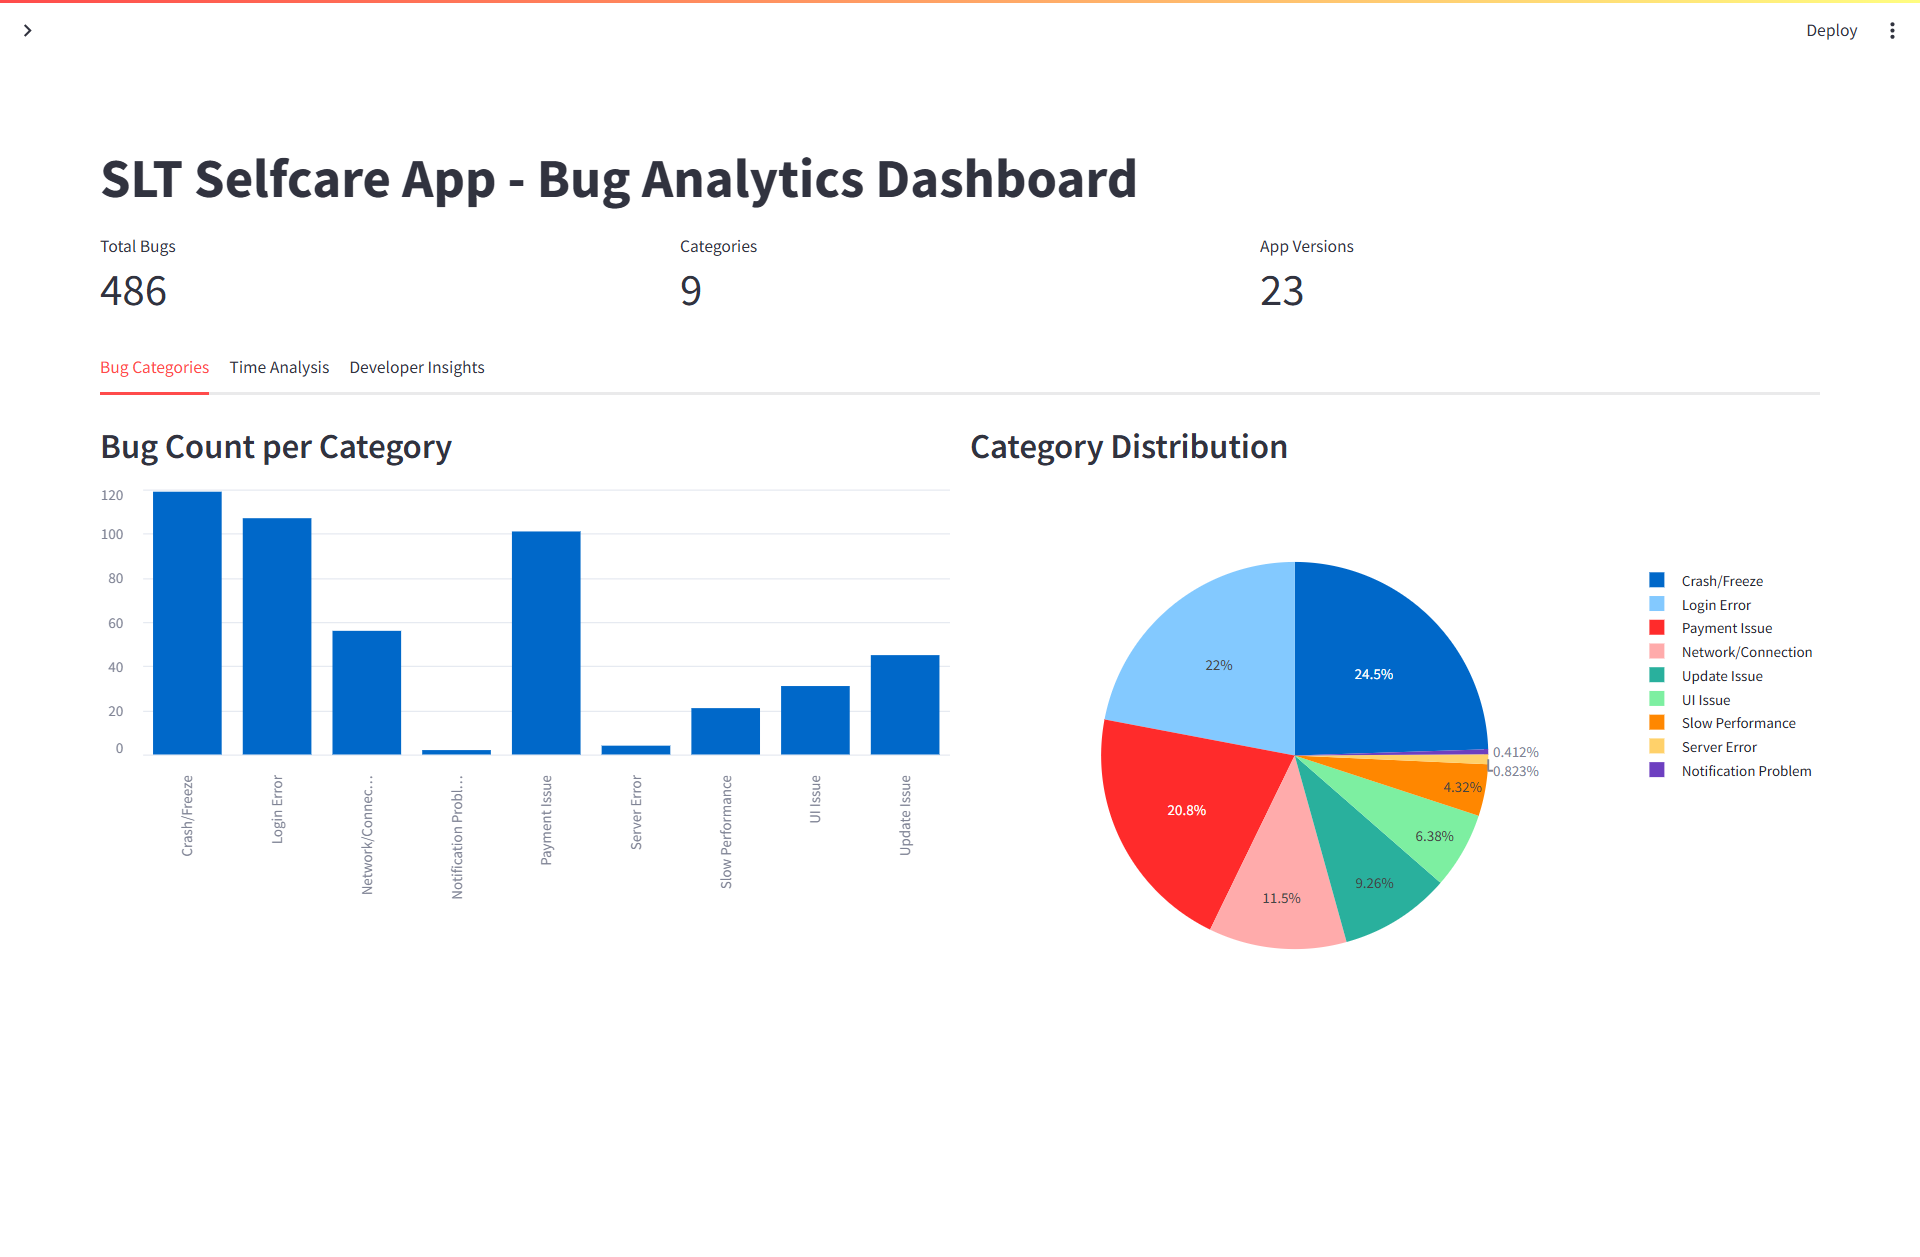 Deploy
SLT Selfcare App - Bug Analytics Dashboard
Total Bugs
486
Categories
9
App Versions
23
Bug Categories
Time Analysis
Developer Insights
Bug Count per Category
120
100
80
60
40
20
0
Crash/Freeze
Login Error
Network/Connec…
Notification Probl…
Payment Issue
Server Error
Slow Performance
UI Issue
Update Issue
Category Distribution
24.5%
22%
20.8%
11.5%
9.26%
6.38%
4.32%
0.823%
0.412%
Crash/Freeze
Login Error
Payment Issue
Network/Connection
Update Issue
UI Issue
Slow Performance
Server Error
Notification Problem